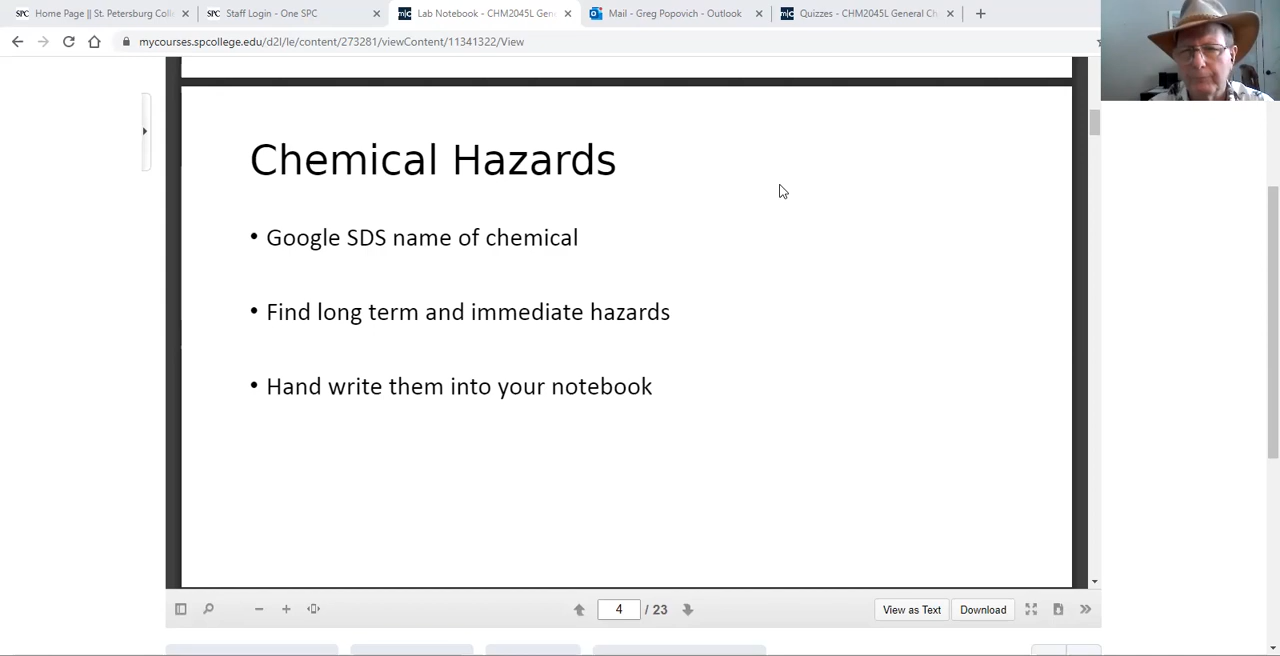 Home Page || St. Petersburg Coll
Staff Login - One SPC
Lab Notebook - CHM2045L Gen
Mail - Greg Popovich - Outlook
Quizzes - CHM2045L General Ch
mycourses.spcollege.edu/d2l/le/content/273281/viewContent/11341322/View
Chemical Hazards
• Google SDS name of chemical
• Find long term and immediate hazards
• Hand write them into your notebook
4 / 23
View as Text
Download